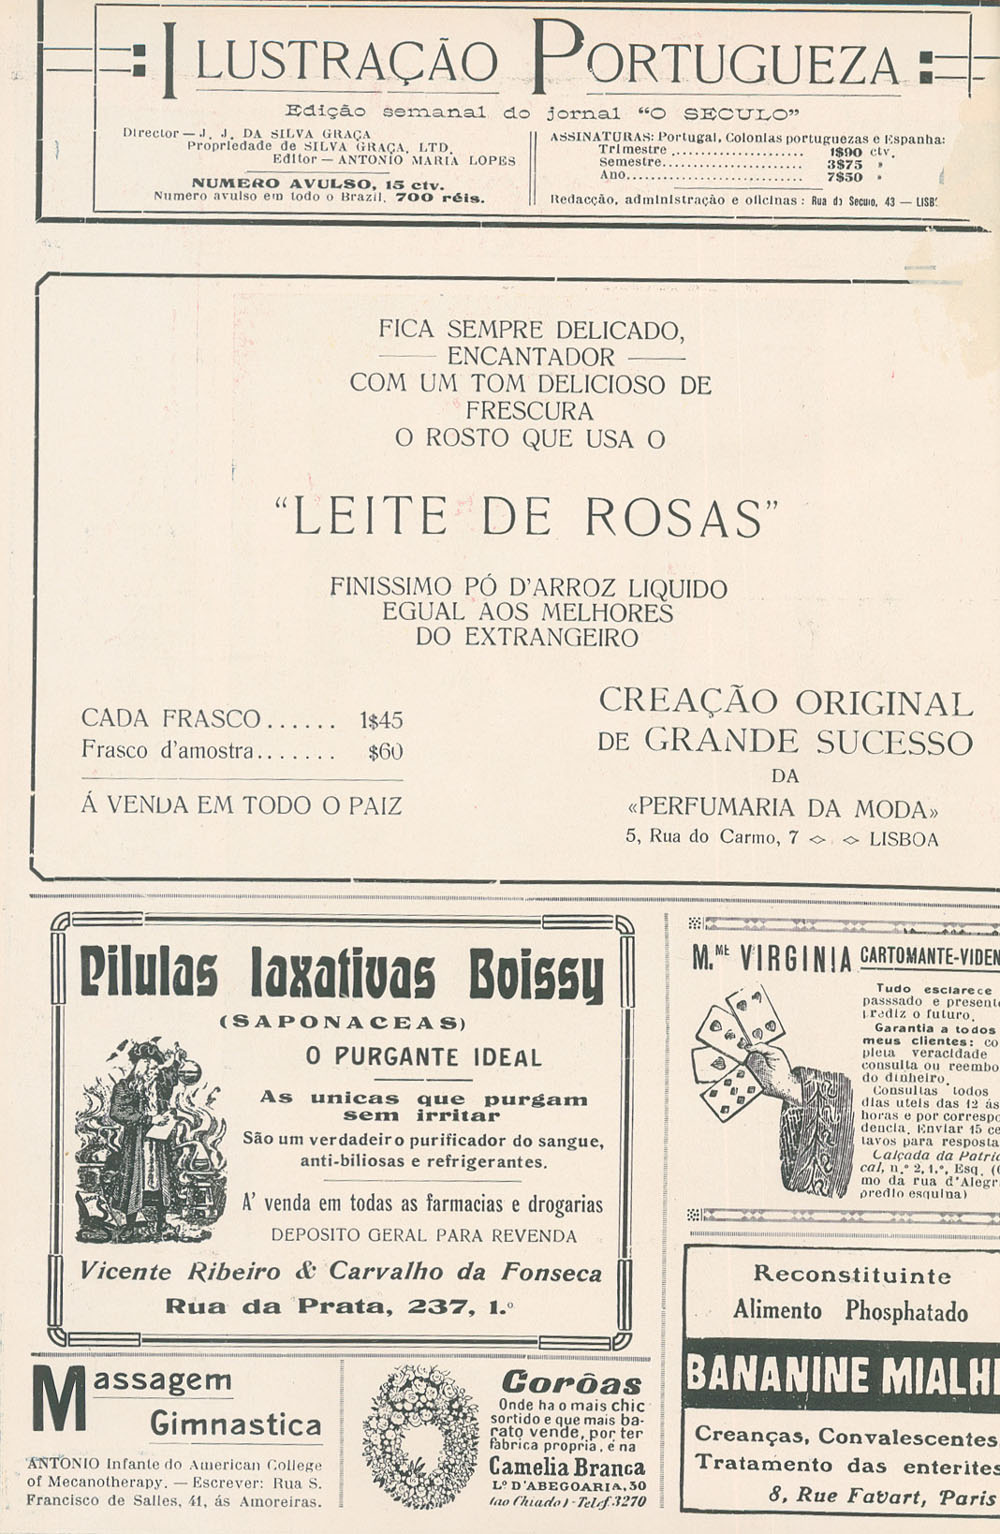 ILUSTRAÇÃO PORTUGUEZA
Edição semanal do jornal “O SECULO”
Director — J. J. DA SILVA GRAÇA
Propriedade de SILVA GRAÇA, LTD.
Editor — ANTONIO MARIA LOPES
NUMERO AVULSO, 15 ctv.
Numero avulso em todo o Brazil, 700 réis.
ASSINATURAS: Portugal, Colonias portuguezas e Espanha:
Trimestre .................... 1$90 ctv.
Semestre...................... 3$75 »
Ano........................... 7$50 »
Redacção, administração e oficinas: Rua do Seculo, 43 — LISB
FICA SEMPRE DELICADO,
ENCANTADOR
COM UM TOM DELICIOSO DE
FRESCURA
O ROSTO QUE USA O
“LEITE DE ROSAS”
FINISSIMO PÓ D'ARROZ LIQUIDO
EGUAL AOS MELHORES
DO EXTRANGEIRO
CADA FRASCO...... 1$45
Frasco d'amostra....... $60
Á VENDA EM TODO O PAIZ
CREAÇÃO ORIGINAL
DE GRANDE SUCESSO
DA
«PERFUMARIA DA MODA»
5, Rua do Carmo, 7 LISBOA
Pilulas laxativas Boissy
(SAPONACEAS)
O PURGANTE IDEAL
As unicas que purgam
sem irritar
São um verdadeiro purificador do sangue,
anti-biliosas e refrigerantes.
A' venda em todas as farmacias e drogarias
DEPOSITO GERAL PARA REVENDA
Vicente Ribeiro & Carvalho da Fonseca
Rua da Prata, 237, 1.º
M.ME VIRGINIA CARTOMANTE-VIDEN
Tudo esclarece
passsado e present
prediz o futuro.
Garantia a todos
meus clientes: co
pleta veracidade
consulta ou reembo
do dinheiro.
Consultas todos
dias uteis das 12 ás
horas e por correspo
dencia. Enviar 15 ce
tavos para resposta
Calçada da Patria
cal, n.º 2, 1.º, Esq. (C
mo da rua d'Alegr
predio esquina)
Reconstituinte
Alimento Phosphatado
BANANINE MIALH
Creanças, Convalescentes
Tratamento das enterites
8, Rue Favart, Paris
Massagem
Gimnastica
ANTONIO Infante do American College
of Mecanotherapy. — Escrever: Rua S.
Francisco de Salles, 41, ás Amoreiras.
Corôas
Onde ha o mais chic
sortido e que mais ba-
rato vende, por ter
fabrica propria, é na
Camelia Branca
L.º D'ABEGOARIA, 50
(ao Chiado) - Telef. 3270